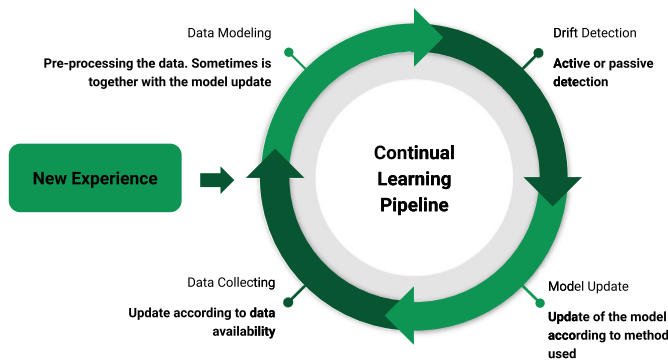 Data Modeling
Pre-processing the data. Sometimes is
together with the model update
Drift Detection
Active or passive
detection
New Experience
Continual
Learning
Pipeline
Data Collecting
Update according to data
availability
Model Update
Update of the model
according to method
used